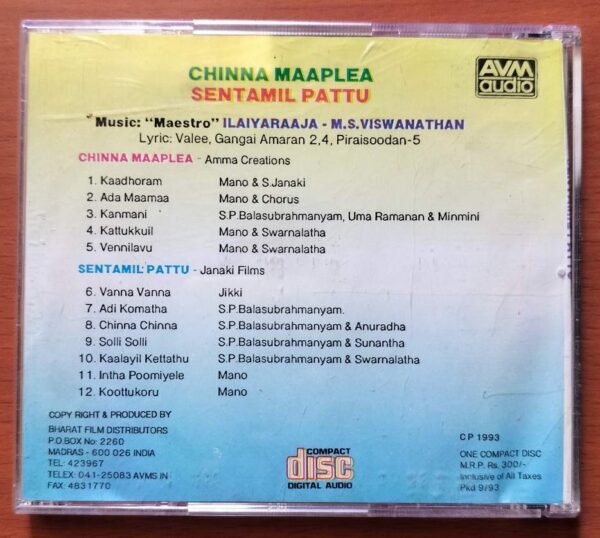 CHINNA MAAPLEA
SENTAMIL PATTU
AVM
audio
Music: "Maestro" ILAIYARAAJA - M.S.VISWANATHAN
Lyric: Valee, Gangai Amaran 2,4, Piraisoodan-5
CHINNA MAAPLEA - Amma Creations
1. Kaadhoram Mano & S.Janaki
2. Ada Maamaa Mano & Chorus
3. Kanmani S.P.Balasubrahmanyam, Uma Ramanan & Minmini
4. Kattukkuil Mano & Swarnalatha
5. Vennilavu Mano & Swarnalatha
SENTAMIL PATTU - Janaki Films
6. Vanna Vanna Jikki
7. Adi Komatha S.P.Balasubrahmanyam.
8. Chinna Chinna S.P.Balasubrahmanyam & Anuradha
9. Solli Solli S.P.Balasubrahmanyam & Sunantha
10. Kaalayil Kettathu S.P.Balasubrahmanyam & Swarnalatha
11. Intha Poomiyele Mano
12. Koottukoru Mano
COPY RIGHT & PRODUCED BY
BHARAT FILM DISTRIBUTORS
P.O.BOX No: 2260
MADRAS - 600 026 INDIA
TEL: 423967
TELEX: 041-25083 AVMS IN
FAX: 4831770
COMPACT
disc
DIGITAL AUDIO
CP 1993
ONE COMPACT DISC
M.R.P. Rs. 300/-
Inclusive of All Taxes
Pkd 9/93